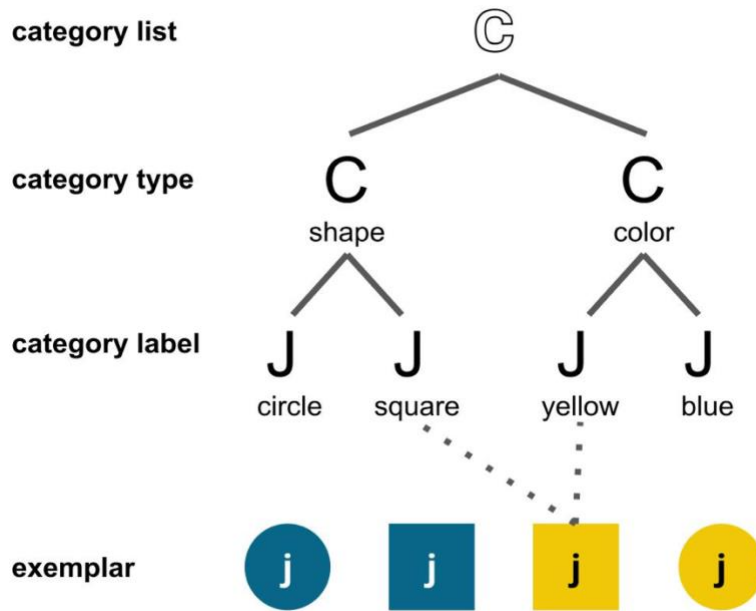 category list ℂ
category type C C
shape color
category label J J J J
circle square yellow blue
exemplar j j j j